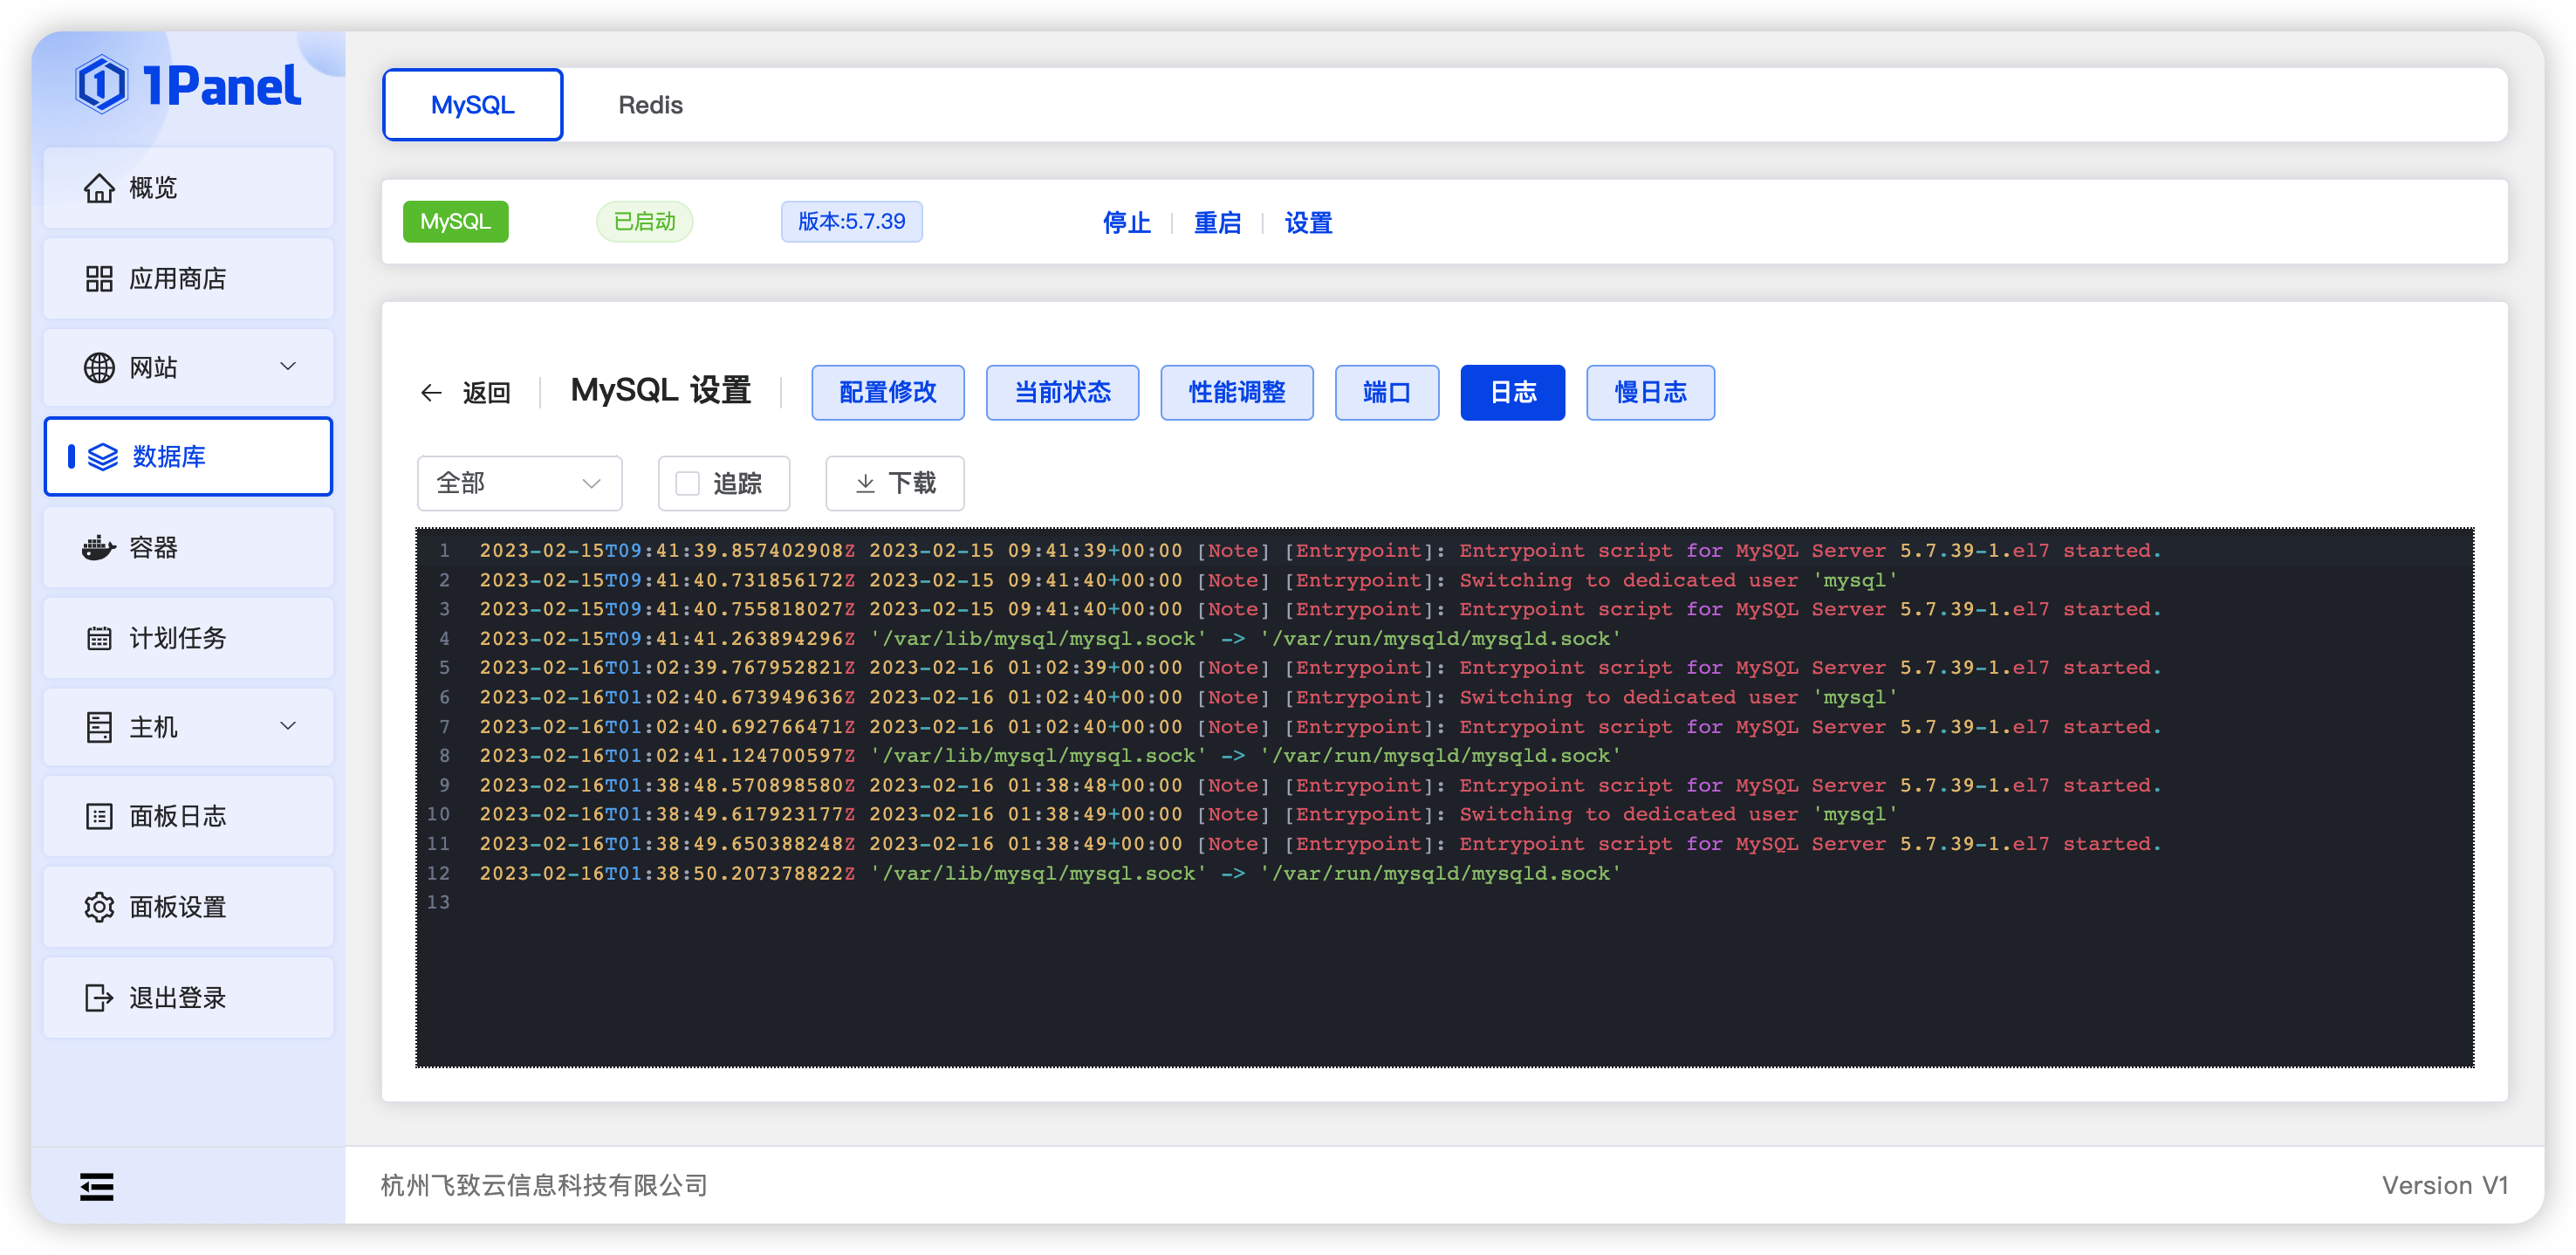 1Panel
概览
应用商店
网站
数据库
容器
计划任务
主机
面板日志
面板设置
退出登录
MySQL Redis
MySQL 已启动 版本:5.7.39 停止 重启 设置
返回 MySQL 设置 配置修改 当前状态 性能调整 端口 日志 慢日志
全部 追踪 下载
1 2023-02-15T09:41:39.857402908Z 2023-02-15 09:41:39+00:00 [Note] [Entrypoint]: Entrypoint script for MySQL Server 5.7.39-1.el7 started.
2 2023-02-15T09:41:40.731856172Z 2023-02-15 09:41:40+00:00 [Note] [Entrypoint]: Switching to dedicated user 'mysql'
3 2023-02-15T09:41:40.755818027Z 2023-02-15 09:41:40+00:00 [Note] [Entrypoint]: Entrypoint script for MySQL Server 5.7.39-1.el7 started.
4 2023-02-15T09:41:41.263894296Z '/var/lib/mysql/mysql.sock' -> '/var/run/mysqld/mysqld.sock'
5 2023-02-16T01:02:39.767952821Z 2023-02-16 01:02:39+00:00 [Note] [Entrypoint]: Entrypoint script for MySQL Server 5.7.39-1.el7 started.
6 2023-02-16T01:02:40.673949636Z 2023-02-16 01:02:40+00:00 [Note] [Entrypoint]: Switching to dedicated user 'mysql'
7 2023-02-16T01:02:40.692766471Z 2023-02-16 01:02:40+00:00 [Note] [Entrypoint]: Entrypoint script for MySQL Server 5.7.39-1.el7 started.
8 2023-02-16T01:02:41.124700597Z '/var/lib/mysql/mysql.sock' -> '/var/run/mysqld/mysqld.sock'
9 2023-02-16T01:38:48.570898580Z 2023-02-16 01:38:48+00:00 [Note] [Entrypoint]: Entrypoint script for MySQL Server 5.7.39-1.el7 started.
10 2023-02-16T01:38:49.617923177Z 2023-02-16 01:38:49+00:00 [Note] [Entrypoint]: Switching to dedicated user 'mysql'
11 2023-02-16T01:38:49.650388248Z 2023-02-16 01:38:49+00:00 [Note] [Entrypoint]: Entrypoint script for MySQL Server 5.7.39-1.el7 started.
12 2023-02-16T01:38:50.207378822Z '/var/lib/mysql/mysql.sock' -> '/var/run/mysqld/mysqld.sock'
13
杭州飞致云信息科技有限公司 Version V1